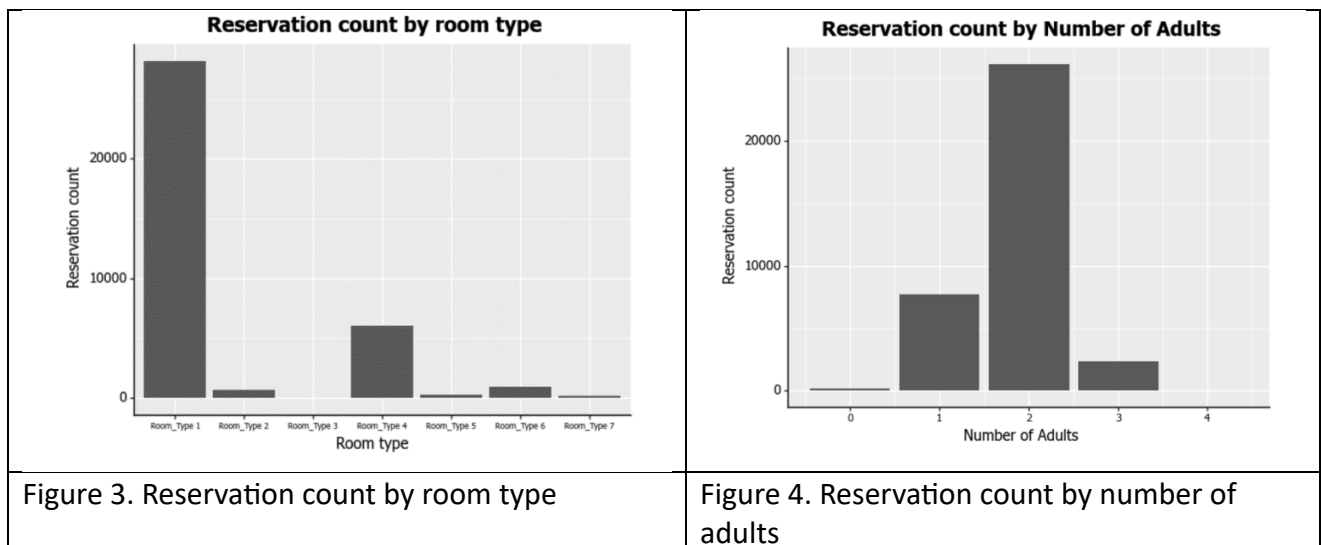 Reservation count by room type
Reservation count
20000
10000
0
Room_Type 1 Room_Type 2 Room_Type 3 Room_Type 4 Room_Type 5 Room_Type 6 Room_Type 7
Room type
Figure 3. Reservation count by room type
Reservation count by Number of Adults
Reservation count
20000
10000
0
0 1 2 3 4
Number of Adults
Figure 4. Reservation count by number of
adults